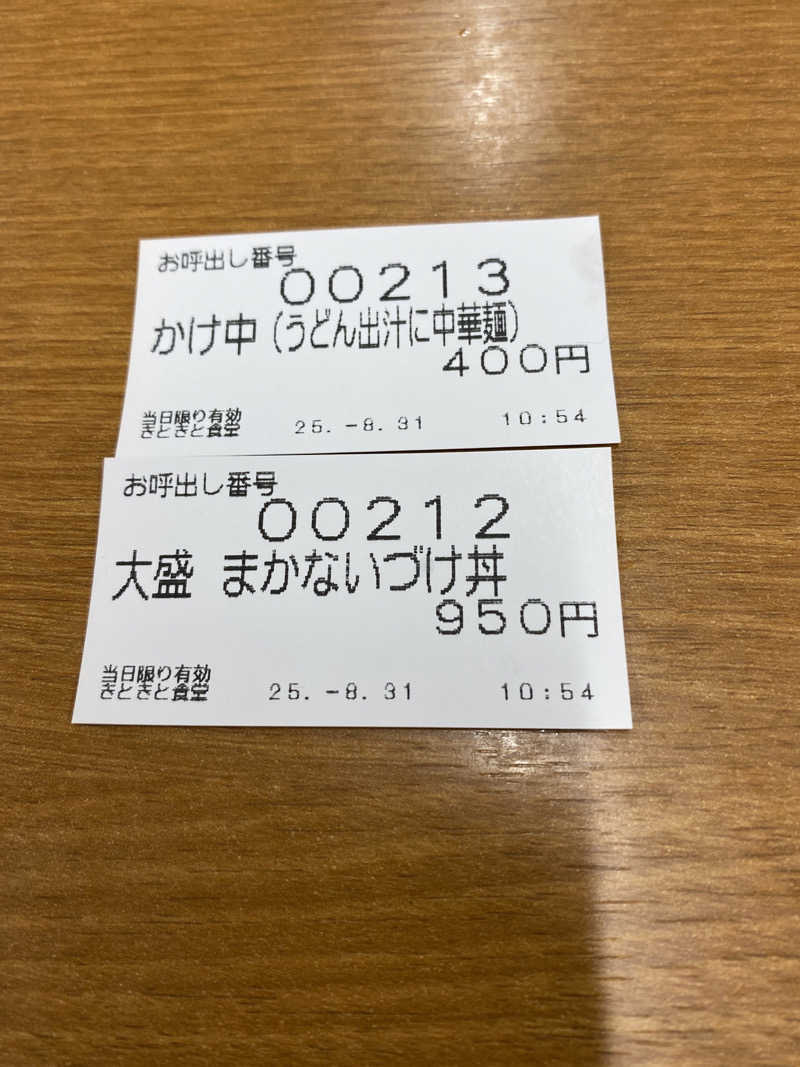 お呼出し番号
00213
かけ中（うどん出汁に中華麺）
400円
当日限り有効
きときと食堂
25.-8.31
10:54
お呼出し番号
00212
大盛 まかないづけ丼
950円
当日限り有効
きときと食堂
25.-8.31
10:54